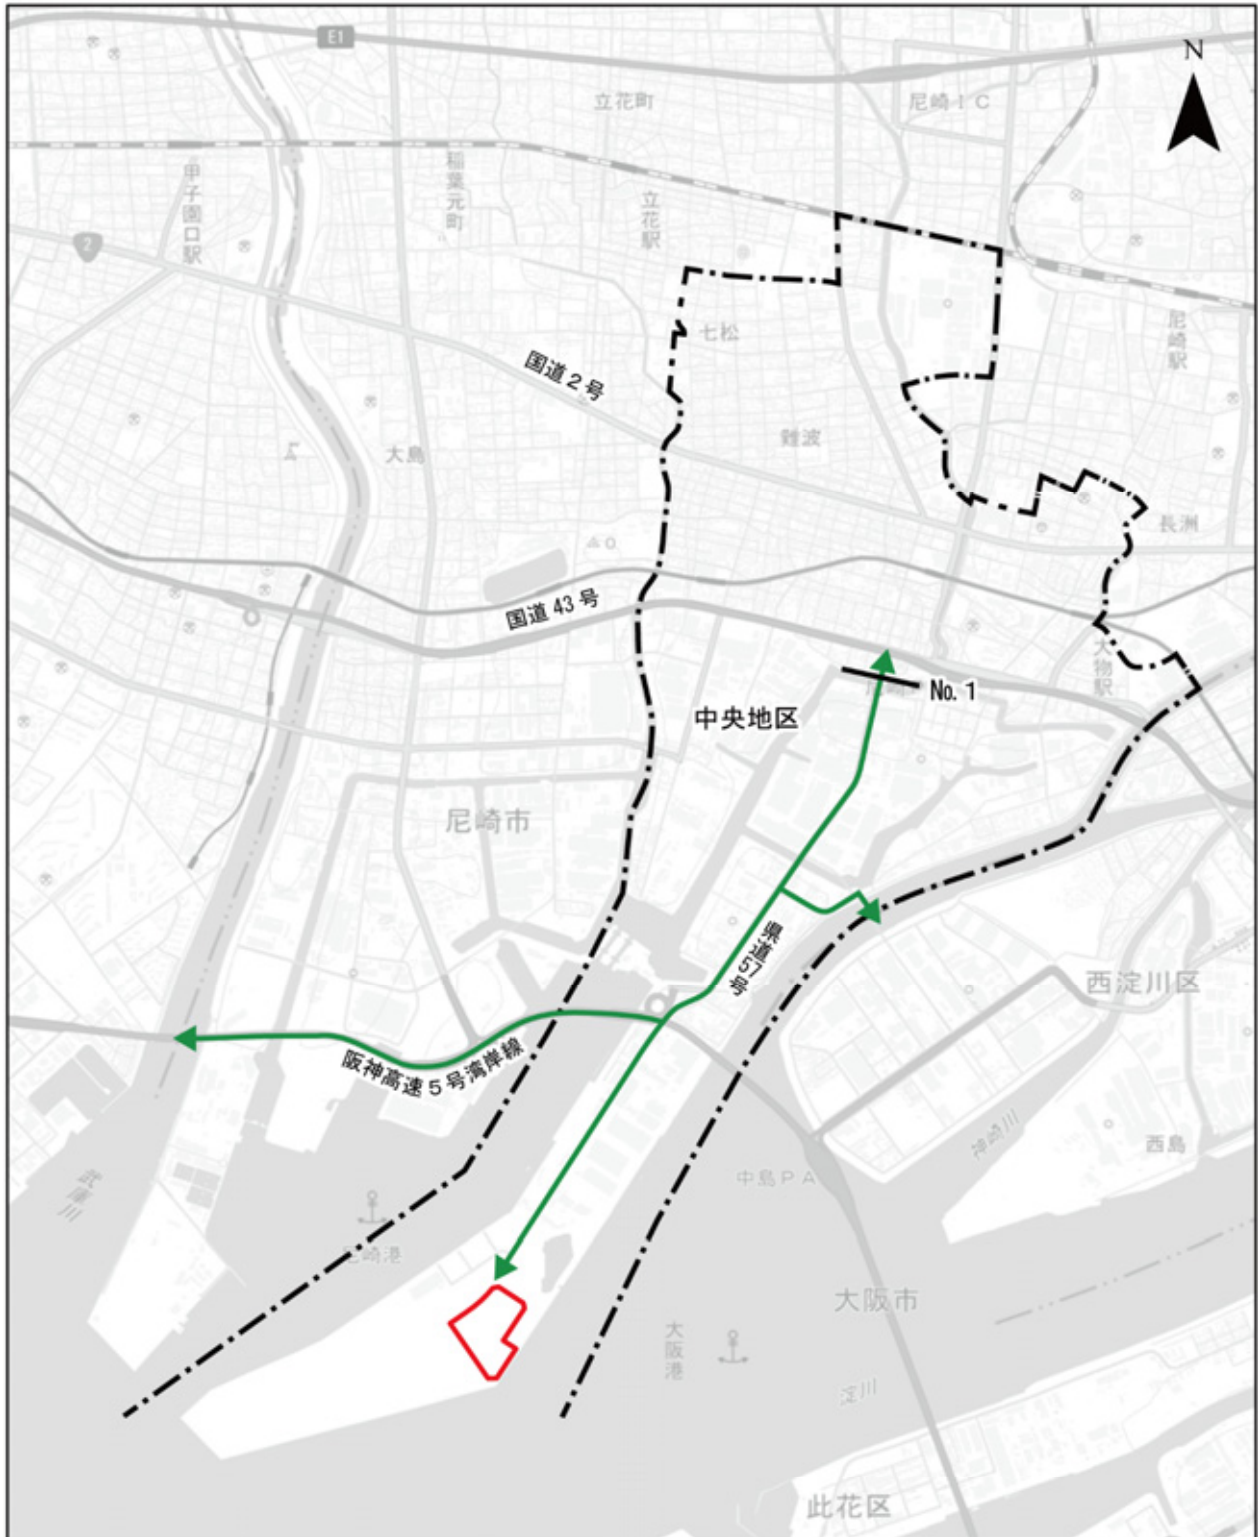 E1
N
立花町
尼崎IC
甲子園口駅
稲葉元町
立花駅
2
七松
尼崎駅
国道2号
難波
大島
長洲
国道43号
大物駅
No. 1
中央地区
尼崎市
県道57号
西淀川区
阪神高速5号湾岸線
神崎川
西島
中島PA
武庫川
尼崎港
大阪市
大阪港
淀川
此花区